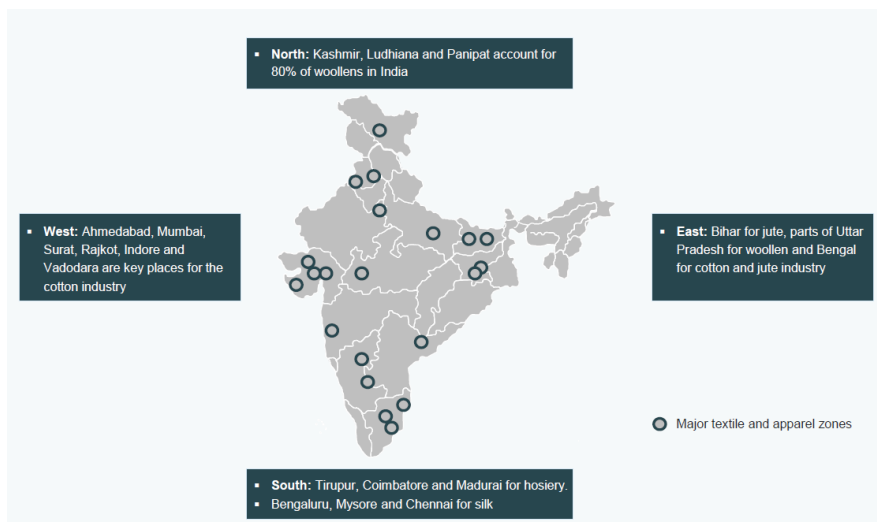 ▪ North: Kashmir, Ludhiana and Panipat account for
80% of woollens in India
▪ West: Ahmedabad, Mumbai,
Surat, Rajkot, Indore and
Vadodara are key places for the
cotton industry
▪ East: Bihar for jute, parts of Uttar
Pradesh for woollen and Bengal
for cotton and jute industry
Major textile and apparel zones
▪ South: Tirupur, Coimbatore and Madurai for hosiery.
▪ Bengaluru, Mysore and Chennai for silk